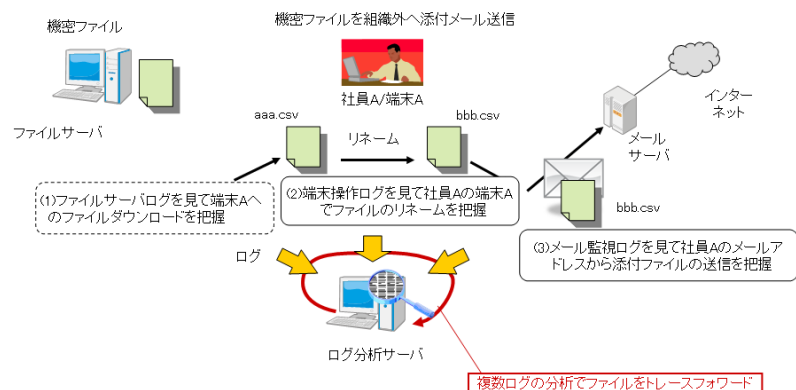 機密ファイル
機密ファイルを組織外へ添付メール送信
社員A/端末A
ファイルサーバ
aaa.csv
リネーム
bbb.csv
メール
サーバ
インター
ネット
(1)ファイルサーバログを見て端末Aへ
のファイルダウンロードを把握
(2)端末操作ログを見て社員Aの端末A
でファイルのリネームを把握
bbb.csv
(3)メール監視ログを見て社員Aのメールア
ドレスから添付ファイルの送信を把握
ログ
ログ分析サーバ
複数ログの分析でファイルをトレースフォワード